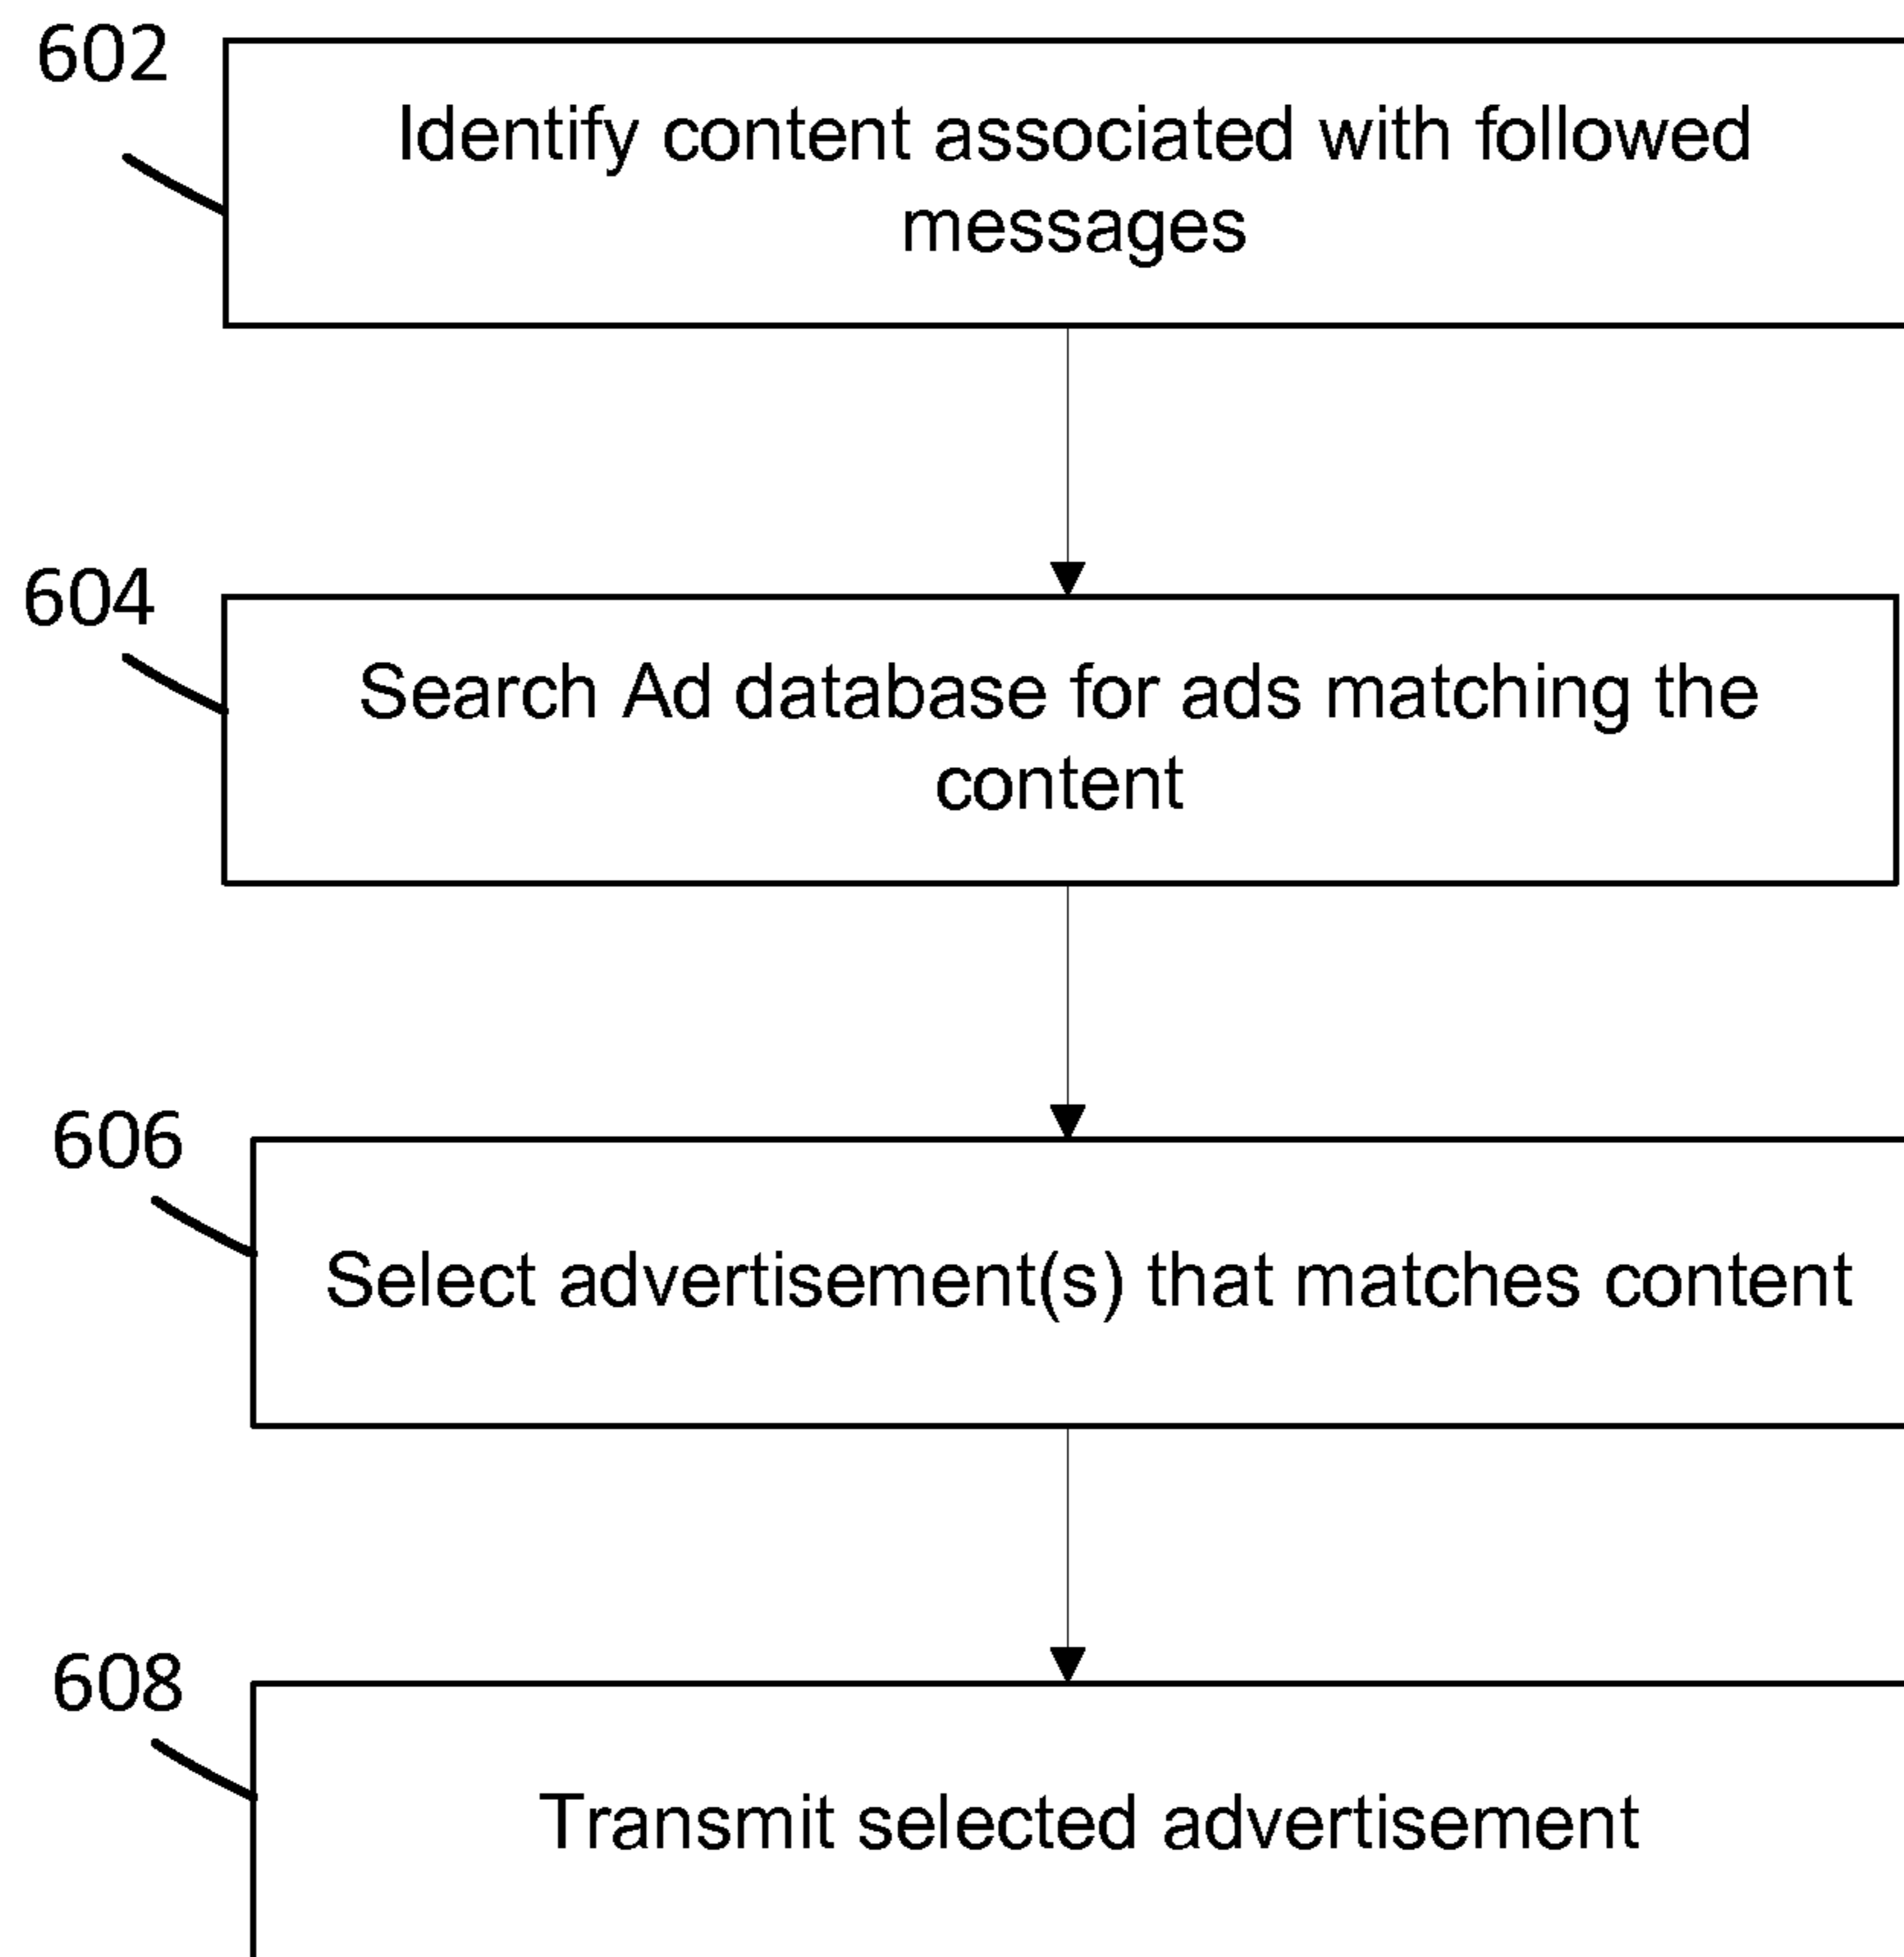 602
Identify content associated with followed
messages
604
Search Ad database for ads matching the
content
606
Select advertisement(s) that matches content
608
Transmit selected advertisement